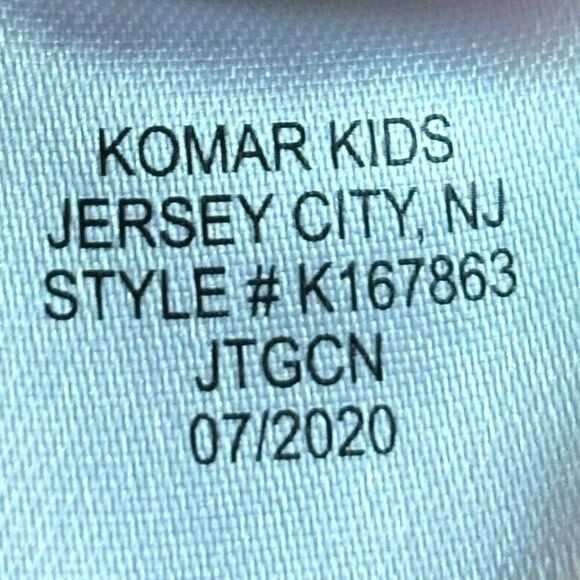 KOMAR KIDS
JERSEY CITY, NJ
STYLE # K167863
JTGCN
07/2020